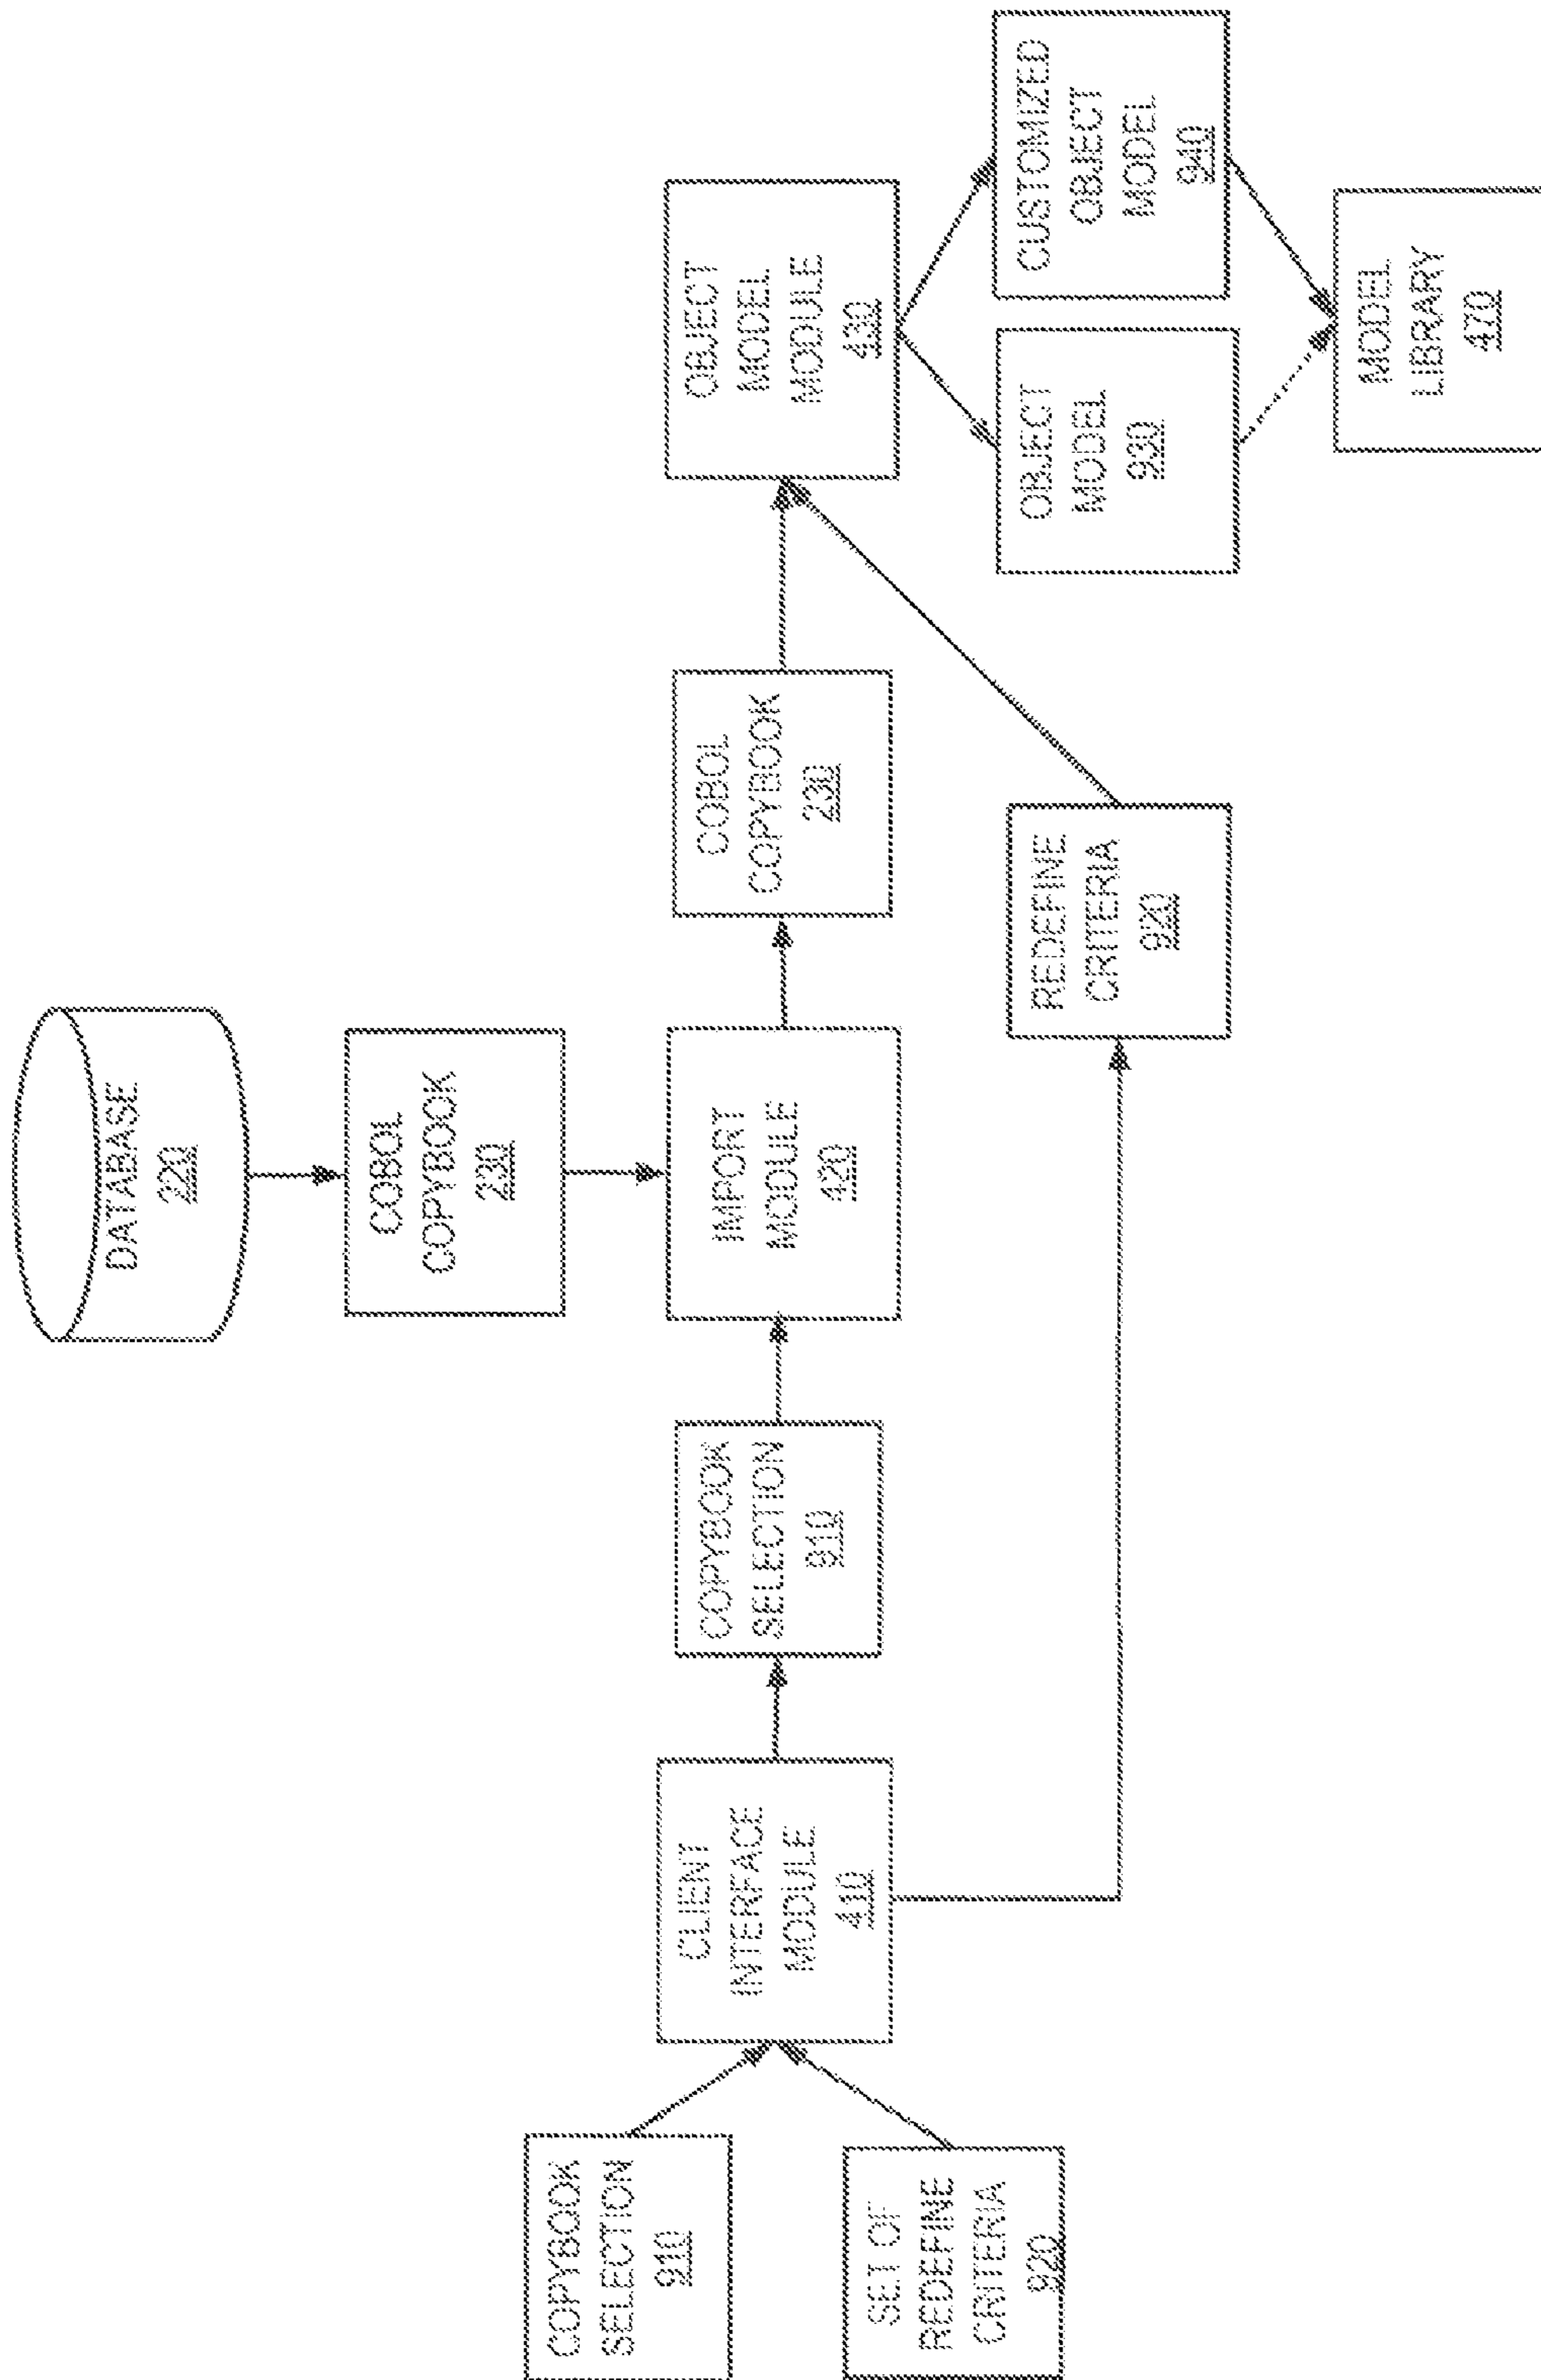 DATABASE
220
COBOL
COPYBOOK
230
COPYBOOK
SELECTION
910
SET OF
REDEFINE
CRITERIA
920
CLIENT
INTERFACE
MODULE
410
COPYBOOK
SELECTION
910
IMPORT
MODULE
420
COBOL
COPYBOOK
230
REDEFINE
CRITERIA
920
OBJECT
MODEL
MODULE
430
OBJECT
MODEL
930
CUSTOMIZED
OBJECT
MODEL
940
MODEL
LIBRARY
470